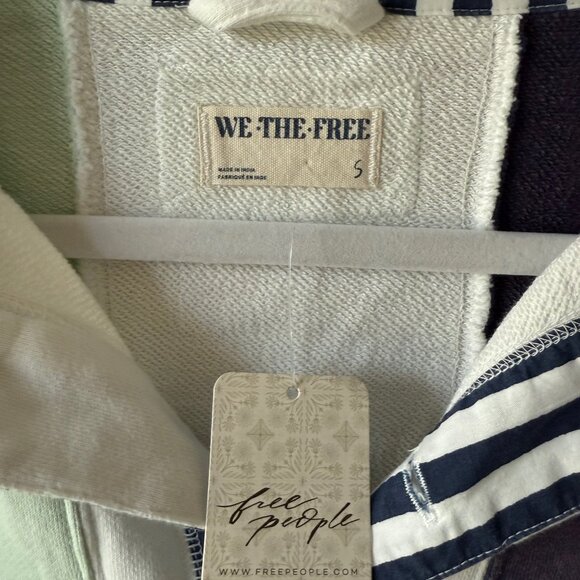 WE·THE·FREE
MADE IN INDIA
FABRIQUÉ EN INDE
S
free
people
WWW.FREEPEOPLE.COM